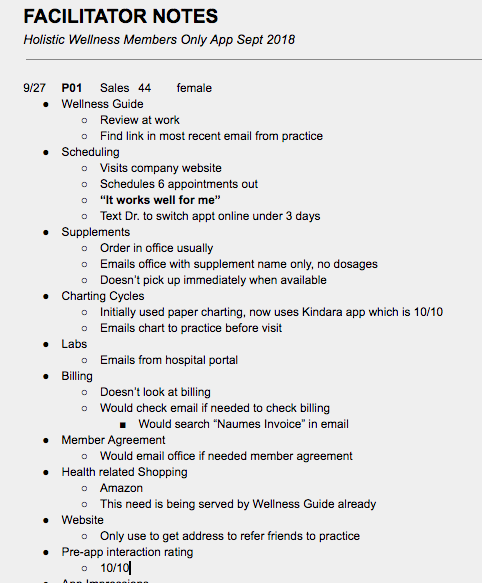 FACILITATOR NOTES
Holistic Wellness Members Only App Sept 2018
9/27 P01 Sales 44 female
● Wellness Guide
○ Review at work
○ Find link in most recent email from practice
● Scheduling
○ Visits company website
○ Schedules 6 appointments out
○ “It works well for me”
○ Text Dr. to switch appt online under 3 days
● Supplements
○ Order in office usually
○ Emails office with supplement name only, no dosages
○ Doesn’t pick up immediately when available
● Charting Cycles
○ Initially used paper charting, now uses Kindara app which is 10/10
○ Emails chart to practice before visit
● Labs
○ Emails from hospital portal
● Billing
○ Doesn’t look at billing
○ Would check email if needed to check billing
■ Would search “Naumes Invoice” in email
● Member Agreement
○ Would email office if needed member agreement
● Health related Shopping
○ Amazon
○ This need is being served by Wellness Guide already
● Website
○ Only use to get address to refer friends to practice
● Pre-app interaction rating
○ 10/10
● App Impressions